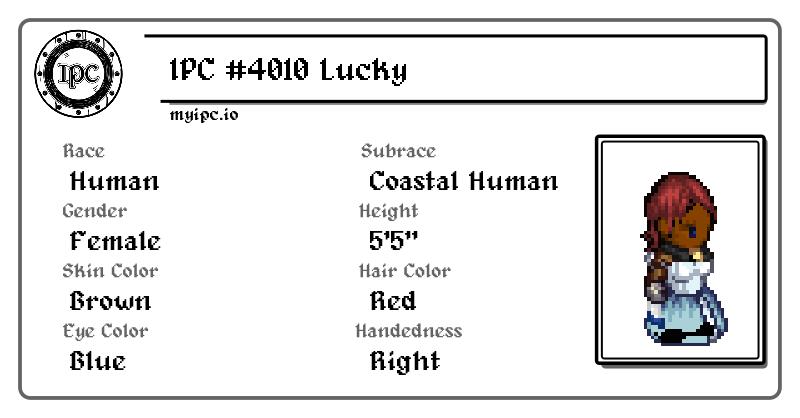 IPC
IPC #4010 Lucky
myipc.io
Race
Human
Subrace
Coastal Human
Gender
Female
Height
5'5"
Skin Color
Brown
Hair Color
Red
Eye Color
Blue
Handedness
Right